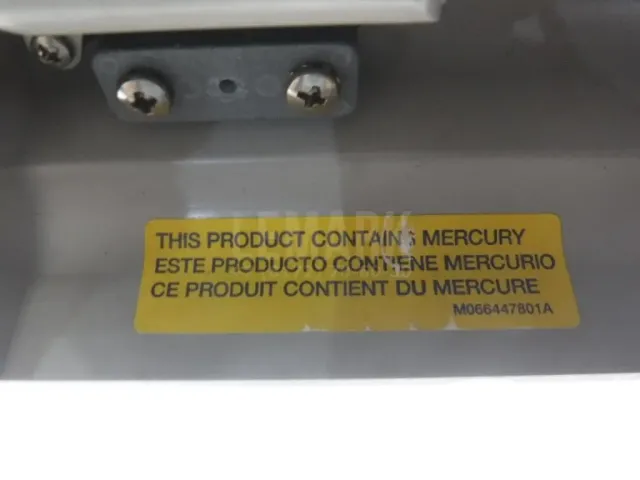 THIS PRODUCT CONTAINS MERCURY
ESTE PRODUCTO CONTIENE MERCURIO
CE PRODUIT CONTIENT DU MERCURE
M066447801A